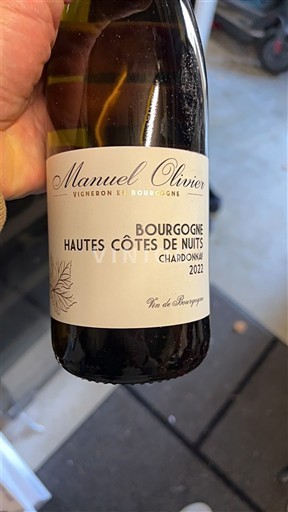 Manuel Olivier
VIGNERON EN BOURGOGNE
BOURGOGNE
HAUTES CÔTES DE NUITS
CHARDONNAY
2022
Vin de Bourgogne